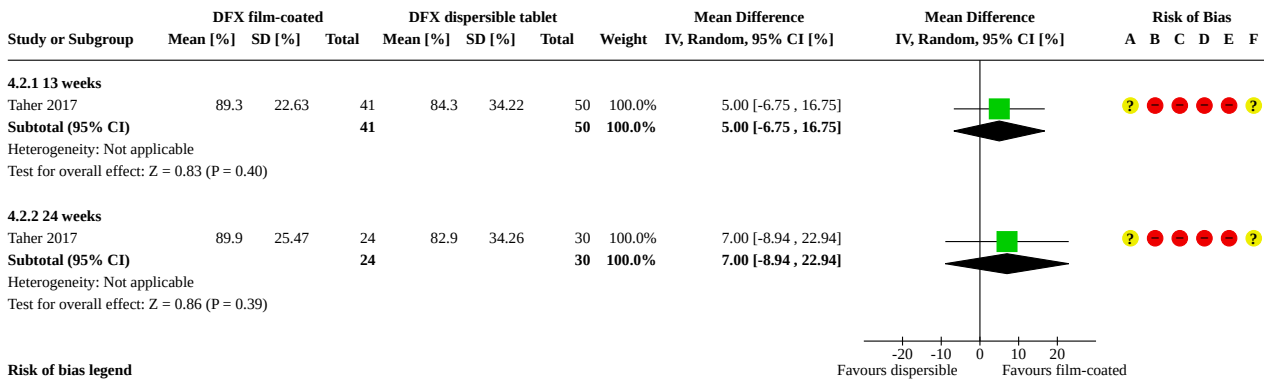 DFX film-coated DFX dispersible tablet Mean Difference Mean Difference Risk of Bias
Study or Subgroup Mean [%] SD [%] Total Mean [%] SD [%] Total Weight IV, Random, 95% CI [%] IV, Random, 95% CI [%] A B C D E F
4.2.1 13 weeks
Taher 2017 89.3 22.63 41 84.3 34.22 50 100.0% 5.00 [-6.75 , 16.75] ? − − − − ?
Subtotal (95% CI) 41 50 100.0% 5.00 [-6.75 , 16.75]
Heterogeneity: Not applicable
Test for overall effect: Z = 0.83 (P = 0.40)
4.2.2 24 weeks
Taher 2017 89.9 25.47 24 82.9 34.26 30 100.0% 7.00 [-8.94 , 22.94] ? − − − − ?
Subtotal (95% CI) 24 30 100.0% 7.00 [-8.94 , 22.94]
Heterogeneity: Not applicable
Test for overall effect: Z = 0.86 (P = 0.39)
-20 -10 0 10 20
Favours dispersible Favours film-coated
Risk of bias legend